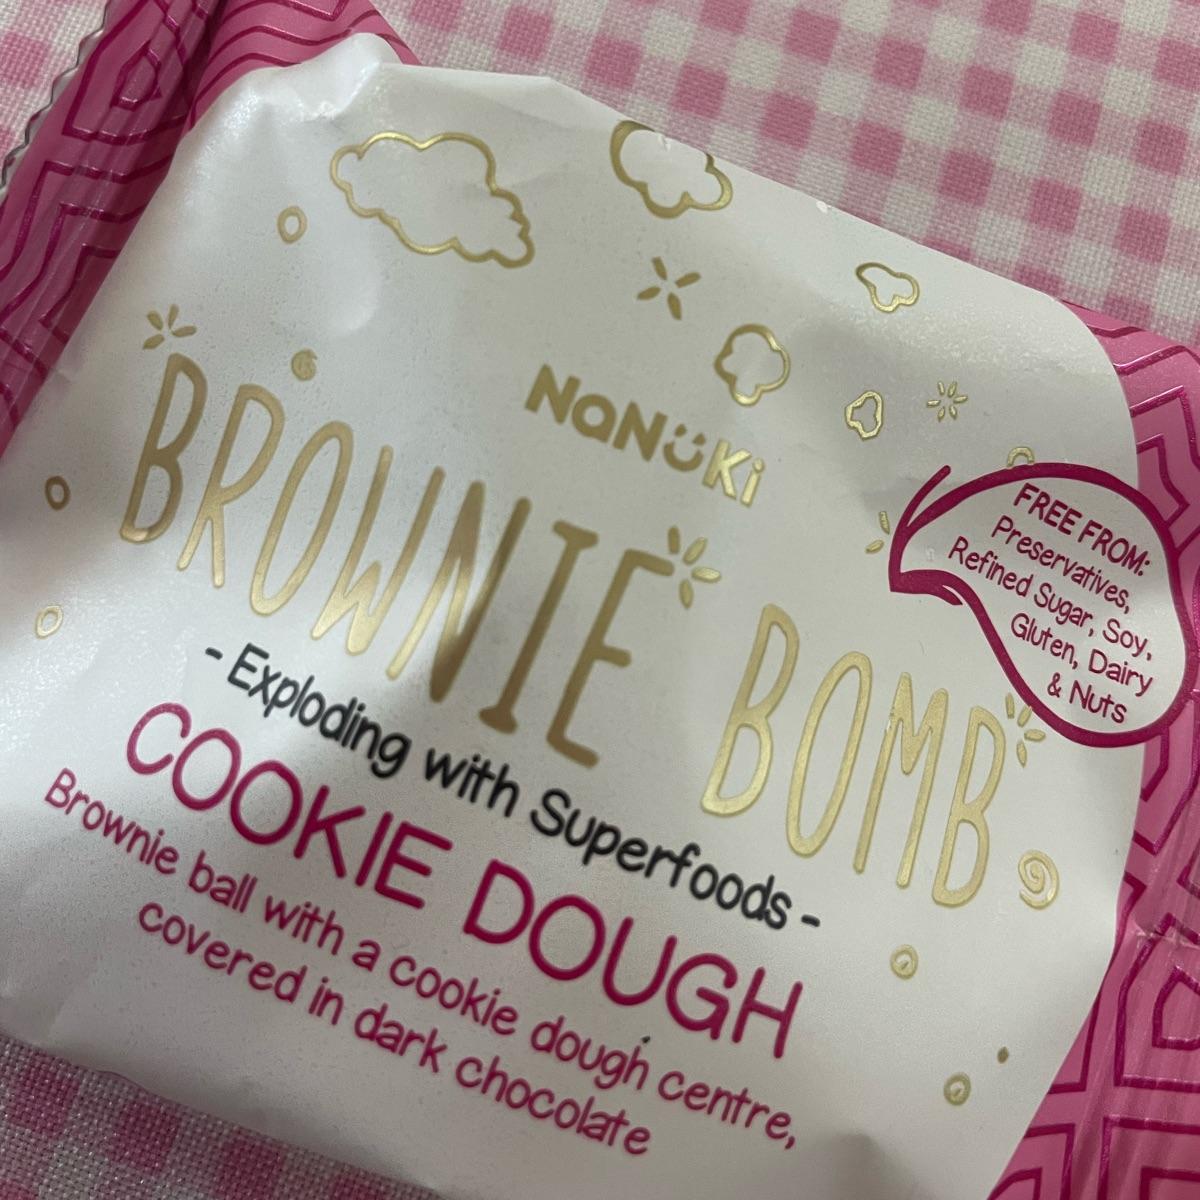 NaNüKi
BROWNIE BOMB
- Exploding with Superfoods -
COOKIE DOUGH
Brownie ball with a cookie dough centre,
covered in dark chocolate
FREE FROM:
Preservatives,
Refined Sugar, Soy,
Gluten, Dairy
& Nuts